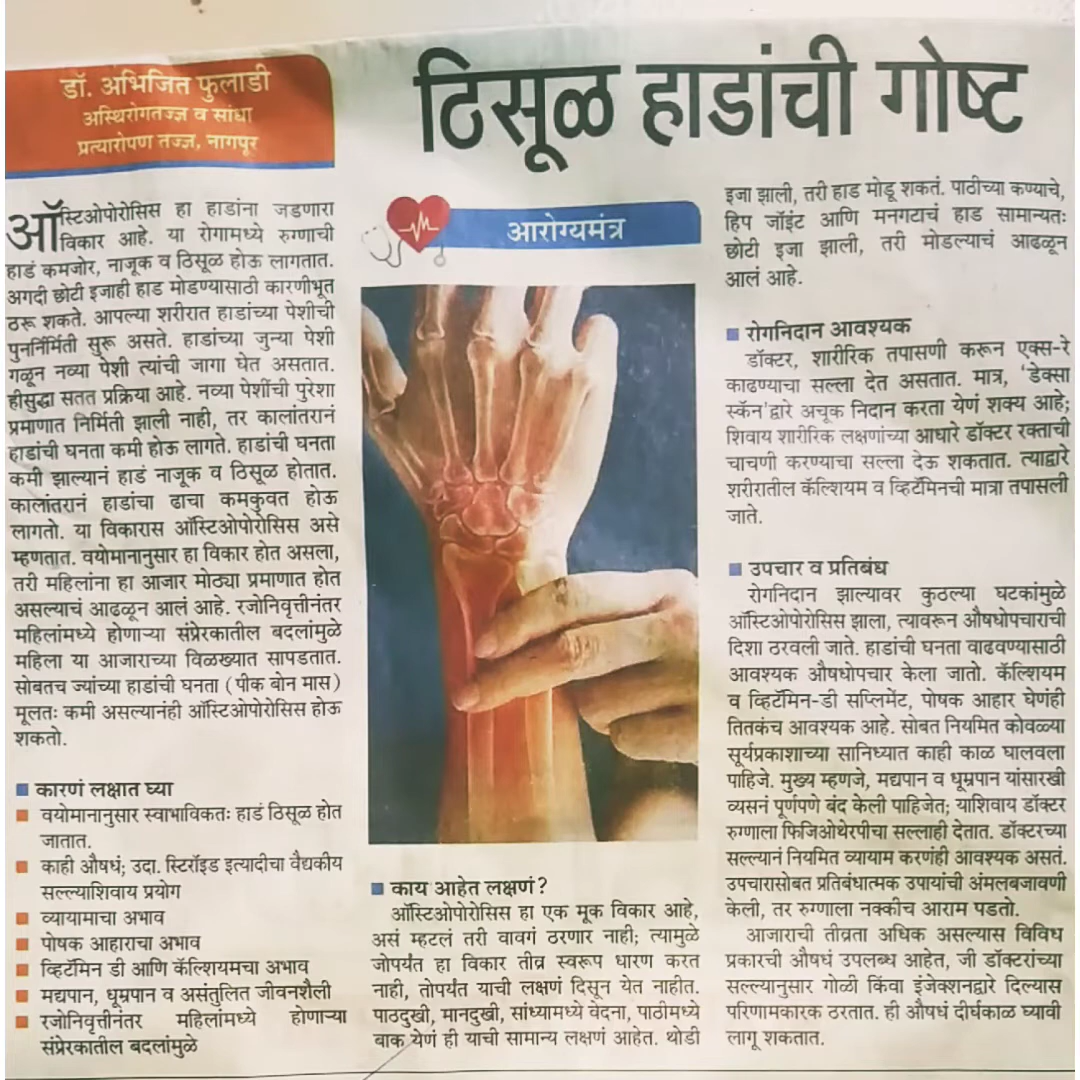 डॉ. अभिजित फुलाडी
अस्थिरोगतज्ज्ञ व सांधा
प्रत्यारोपण तज्ज्ञ, नागपूर
ठिसूळ हाडांची गोष्ट
ऑस्टिओपोरोसिस हा हाडांना जडणारा
विकार आहे. या रोगामध्ये रुग्णाची
हाडं कमजोर, नाजूक व ठिसूळ होऊ लागतात.
अगदी छोटी इजाही हाड मोडण्यासाठी कारणीभूत
ठरू शकते. आपल्या शरीरात हाडांच्या पेशीची
पुनर्निर्मिती सुरू असते. हाडांच्या जुन्या पेशी
गळून नव्या पेशी त्यांची जागा घेत असतात.
हीसुद्धा सतत प्रक्रिया आहे. नव्या पेशींची पुरेशा
प्रमाणात निर्मिती झाली नाही, तर कालांतरानं
हाडांची घनता कमी होऊ लागते. हाडांची घनता
कमी झाल्यानं हाडं नाजूक व ठिसूळ होतात.
कालांतरानं हाडांचा ढाचा कमकुवत होऊ
लागतो. या विकारास ऑस्टिओपोरोसिस असे
म्हणतात. वयोमानानुसार हा विकार होत असला,
तरी महिलांना हा आजार मोठ्या प्रमाणात होत
असल्याचं आढळून आलं आहे. रजोनिवृत्तीनंतर
महिलांमध्ये होणाऱ्या संप्रेरकातील बदलांमुळे
महिला या आजाराच्या विळख्यात सापडतात.
सोबतच ज्यांच्या हाडांची घनता (पीक बोन मास)
मूलतः कमी असल्यानंही ऑस्टिओपोरोसिस होऊ
शकतो.
कारणं लक्षात घ्या
वयोमानानुसार स्वाभाविकतः हाडं ठिसूळ होत
जातात.
काही औषधं; उदा. स्टिरॉइड इत्यादीचा वैद्यकीय
सल्ल्याशिवाय प्रयोग
व्यायामाचा अभाव
पोषक आहाराचा अभाव
व्हिटॅमिन डी आणि कॅल्शियमचा अभाव
मद्यपान, धूम्रपान व असंतुलित जीवनशैली
रजोनिवृत्तीनंतर महिलांमध्ये होणाऱ्या
संप्रेरकातील बदलांमुळे
आरोग्यमंत्र
काय आहेत लक्षणं?
ऑस्टिओपोरोसिस हा एक मूक विकार आहे,
असं म्हटलं तरी वावगं ठरणार नाही; त्यामुळे
जोपर्यंत हा विकार तीव्र स्वरूप धारण करत
नाही, तोपर्यंत याची लक्षणं दिसून येत नाहीत.
पाठदुखी, मानदुखी, सांध्यामध्ये वेदना, पाठीमध्ये
बाक येणं ही याची सामान्य लक्षणं आहेत. थोडी
इजा झाली, तरी हाड मोडू शकतं. पाठीच्या कण्याचे,
हिप जॉइंट आणि मनगटाचं हाड सामान्यतः
छोटी इजा झाली, तरी मोडल्याचं आढळून
आलं आहे.
रोगनिदान आवश्यक
डॉक्टर, शारीरिक तपासणी करून एक्स-रे
काढण्याचा सल्ला देत असतात. मात्र, 'डेक्सा
स्कॅन'द्वारे अचूक निदान करता येणं शक्य आहे;
शिवाय शारीरिक लक्षणांच्या आधारे डॉक्टर रक्ताची
चाचणी करण्याचा सल्ला देऊ शकतात. त्याद्वारे
शरीरातील कॅल्शियम व व्हिटॅमिनची मात्रा तपासली
जाते.
उपचार व प्रतिबंध
रोगनिदान झाल्यावर कुठल्या घटकांमुळे
ऑस्टिओपोरोसिस झाला, त्यावरून औषधोपचाराची
दिशा ठरवली जाते. हाडांची घनता वाढवण्यासाठी
आवश्यक औषधोपचार केला जातो. कॅल्शियम
व व्हिटॅमिन-डी सप्लिमेंट, पोषक आहार घेणंही
तितकंच आवश्यक आहे. सोबत नियमित कोवळ्या
सूर्यप्रकाशाच्या सानिध्यात काही काळ घालवला
पाहिजे. मुख्य म्हणजे, मद्यपान व धूम्रपान यांसारखी
व्यसनं पूर्णपणे बंद केली पाहिजेत; याशिवाय डॉक्टर
रुग्णाला फिजिओथेरपीचा सल्लाही देतात. डॉक्टरच्या
सल्ल्यानं नियमित व्यायाम करणंही आवश्यक असतं.
उपचारासोबत प्रतिबंधात्मक उपायांची अंमलबजावणी
केली, तर रुग्णाला नक्कीच आराम पडतो.
आजाराची तीव्रता अधिक असल्यास विविध
प्रकारची औषधं उपलब्ध आहेत, जी डॉक्टरांच्या
सल्ल्यानुसार गोळी किंवा इंजेक्शनद्वारे दिल्यास
परिणामकारक ठरतात. ही औषधं दीर्घकाळ घ्यावी
लागू शकतात.